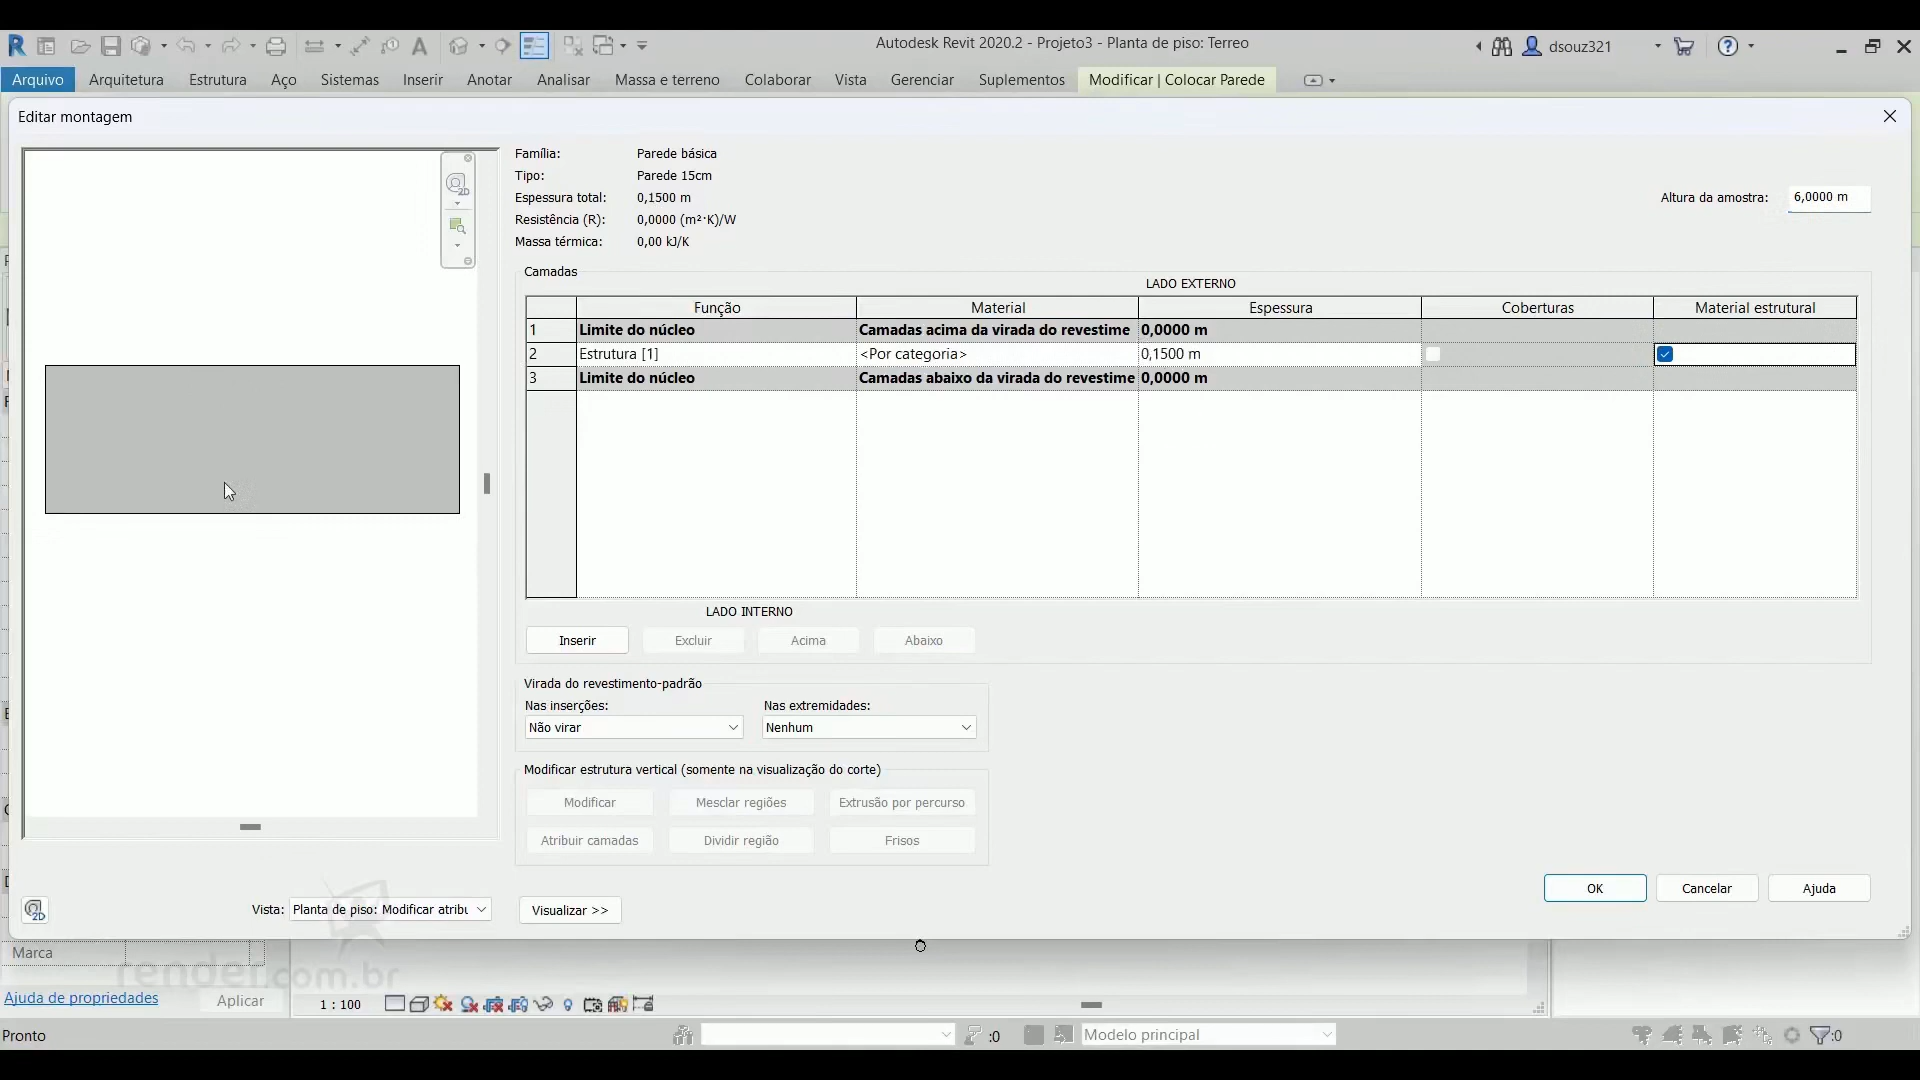 Autodesk Revit 2020.2 - Projeto3 - Planta de piso: Terreo
dsouz321
Arquivo Arquitetura Estrutura Aço Sistemas Inserir Anotar Analisar Massa e terreno Colaborar Vista Gerenciar Suplementos Modificar | Colocar Parede
Editar montagem
Família: Parede básica
Tipo: Parede 15cm
Espessura total: 0,1500 m
Altura da amostra: 6,0000 m
Resistência (R): 0,0000 (m²·K)/W
Massa térmica: 0,00 kJ/K
Camadas
LADO EXTERNO
Função Material Espessura Coberturas Material estrutural
1 Limite do núcleo Camadas acima da virada do revestime 0,0000 m
2 Estrutura [1] <Por categoria> 0,1500 m
3 Limite do núcleo Camadas abaixo da virada do revestime 0,0000 m
LADO INTERNO
Inserir Excluir Acima Abaixo
Virada do revestimento-padrão
Nas inserções: Nas extremidades:
Não virar Nenhum
Modificar estrutura vertical (somente na visualização do corte)
Modificar Mesclar regiões Extrusão por percurso
Atribuir camadas Dividir região Frisos
OK Cancelar Ajuda
Vista: Planta de piso: Modificar atribu Visualizar >>
Marca
render.com.br
Ajuda de propriedades Aplicar
1 : 100
Pronto
:0
Modelo principal
:0